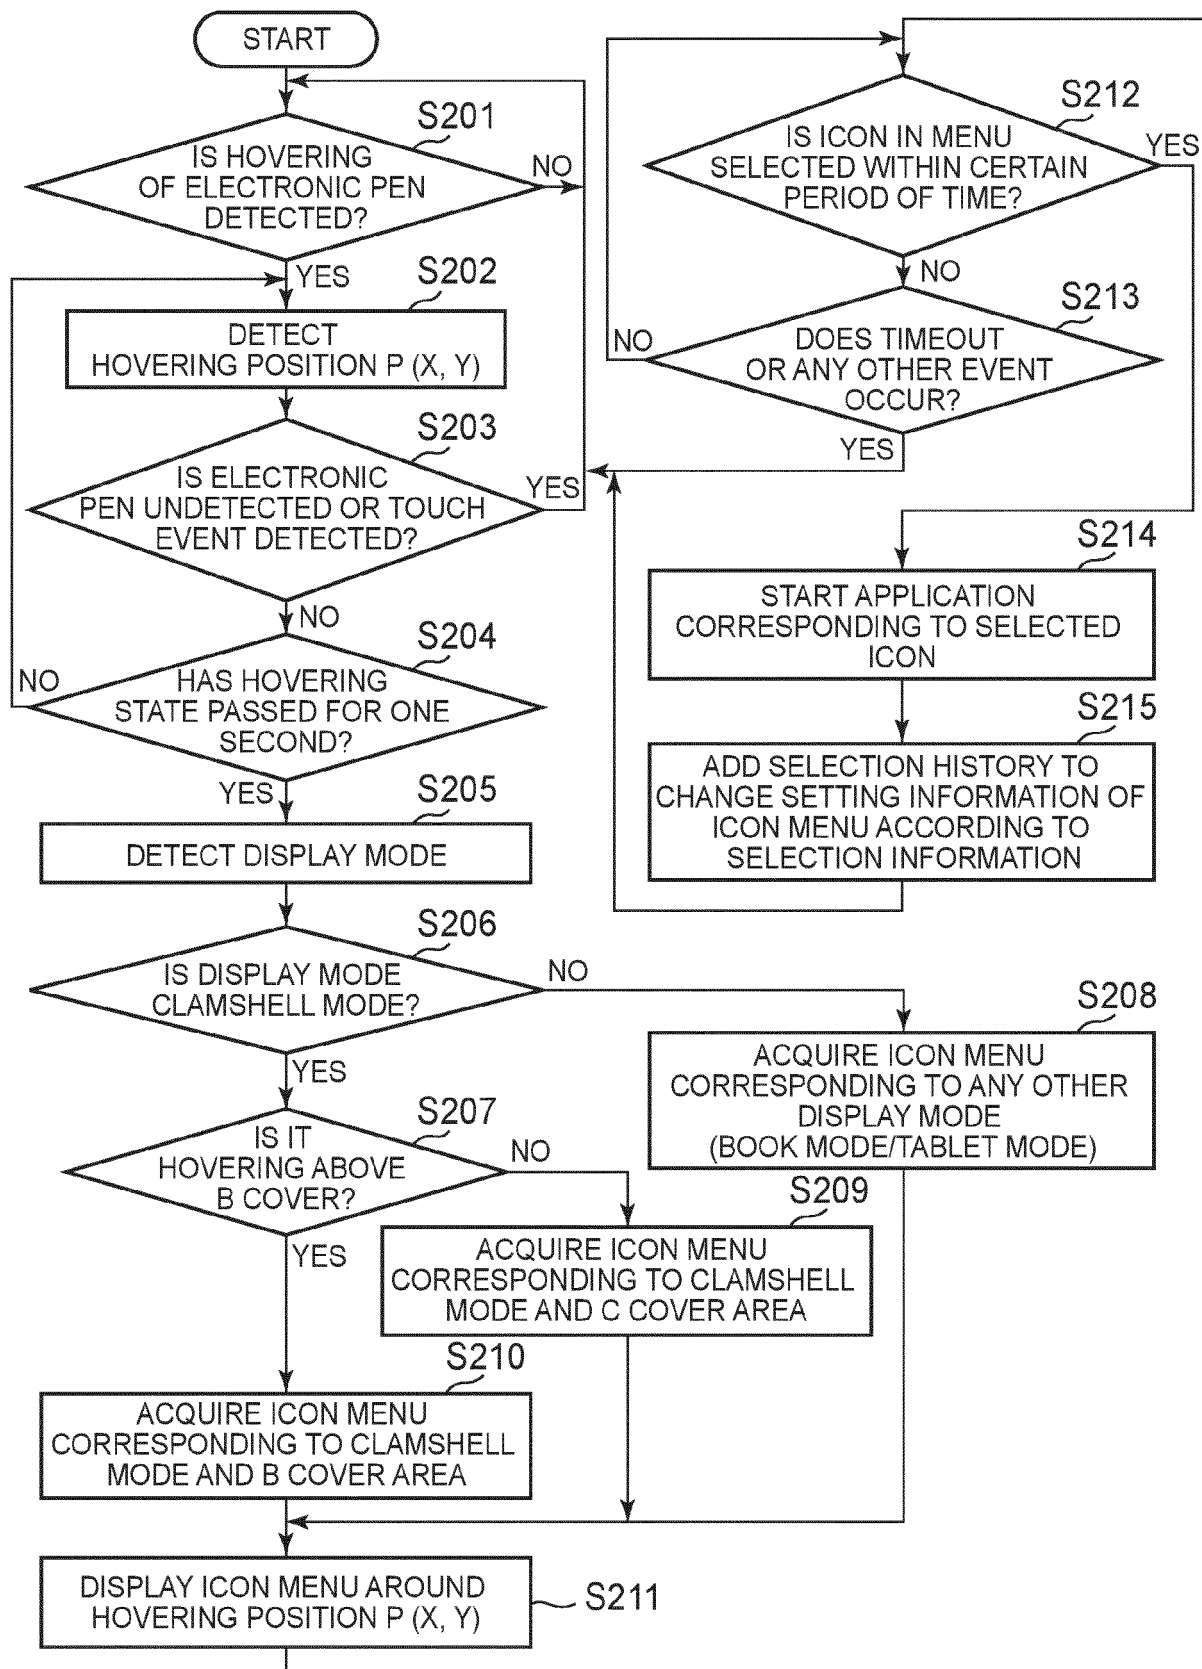 START
S201
IS HOVERING
OF ELECTRONIC PEN
DETECTED?
NO
YES
S202
DETECT
HOVERING POSITION P (X, Y)
S203
IS ELECTRONIC
PEN UNDETECTED OR TOUCH
EVENT DETECTED?
YES
NO
S204
HAS HOVERING
STATE PASSED FOR ONE
SECOND?
NO
YES
S205
DETECT DISPLAY MODE
S206
IS DISPLAY MODE
CLAMSHELL MODE?
NO
YES
S207
IS IT
HOVERING ABOVE
B COVER?
NO
YES
S208
ACQUIRE ICON MENU
CORRESPONDING TO ANY OTHER
DISPLAY MODE
(BOOK MODE/TABLET MODE)
S209
ACQUIRE ICON MENU
CORRESPONDING TO CLAMSHELL
MODE AND C COVER AREA
S210
ACQUIRE ICON MENU
CORRESPONDING TO CLAMSHELL
MODE AND B COVER AREA
DISPLAY ICON MENU AROUND
HOVERING POSITION P (X, Y)
S211
S212
IS ICON IN MENU
SELECTED WITHIN CERTAIN
PERIOD OF TIME?
YES
NO
S213
DOES TIMEOUT
OR ANY OTHER EVENT
OCCUR?
NO
YES
S214
START APPLICATION
CORRESPONDING TO SELECTED
ICON
S215
ADD SELECTION HISTORY TO
CHANGE SETTING INFORMATION OF
ICON MENU ACCORDING TO
SELECTION INFORMATION